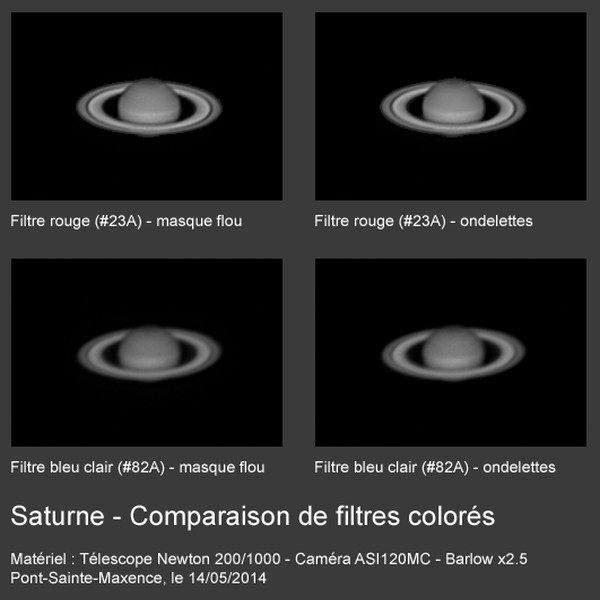 Filtre rouge (#23A) - masque flou
Filtre rouge (#23A) - ondelettes
Filtre bleu clair (#82A) - masque flou
Filtre bleu clair (#82A) - ondelettes
Saturne - Comparaison de filtres colorés
Matériel : Télescope Newton 200/1000 - Caméra ASI120MC - Barlow x2.5
Pont-Sainte-Maxence, le 14/05/2014